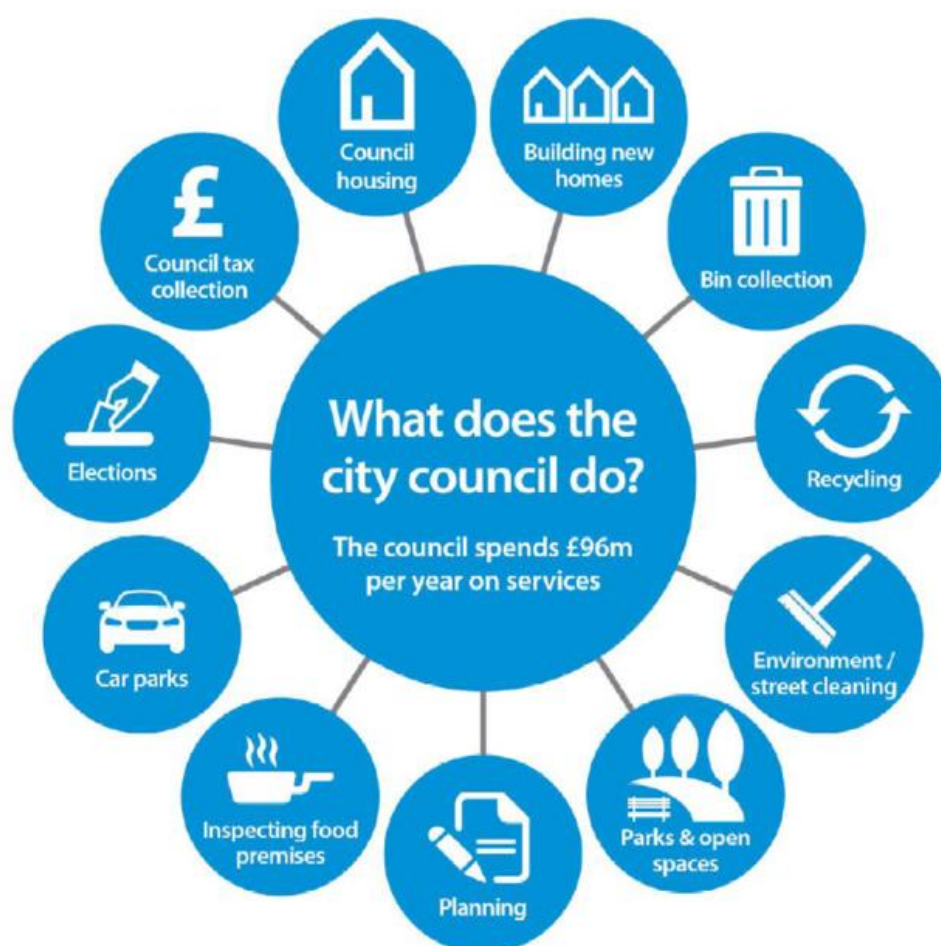 What does the
city council do?
The council spends £96m
per year on services
Council
housing
Building new
homes
Bin collection
Recycling
Environment /
street cleaning
Parks & open
spaces
Planning
Inspecting food
premises
Car parks
Elections
£
Council tax
collection